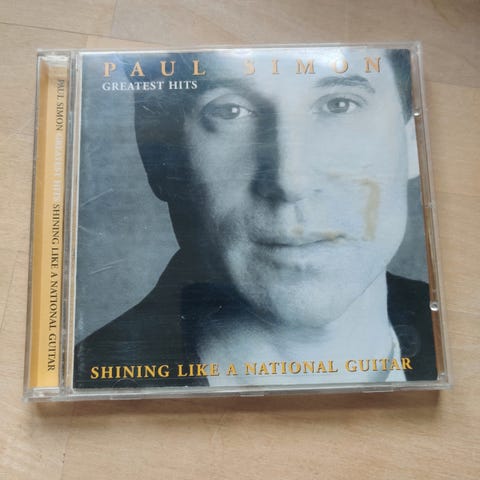 PAUL SIMON
GREATEST HITS
SHINING LIKE A NATIONAL GUITAR
PAUL SIMON GREATEST HITS SHINING LIKE A NATIONAL GUITAR